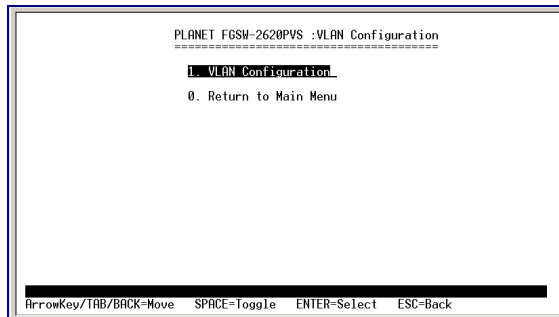 PLANET FGSW-2620PVS :VLAN Configuration
=======================================
1. VLAN Configuration
0. Return to Main Menu
ArrowKey/TAB/BACK=Move SPACE=Toggle ENTER=Select ESC=Back